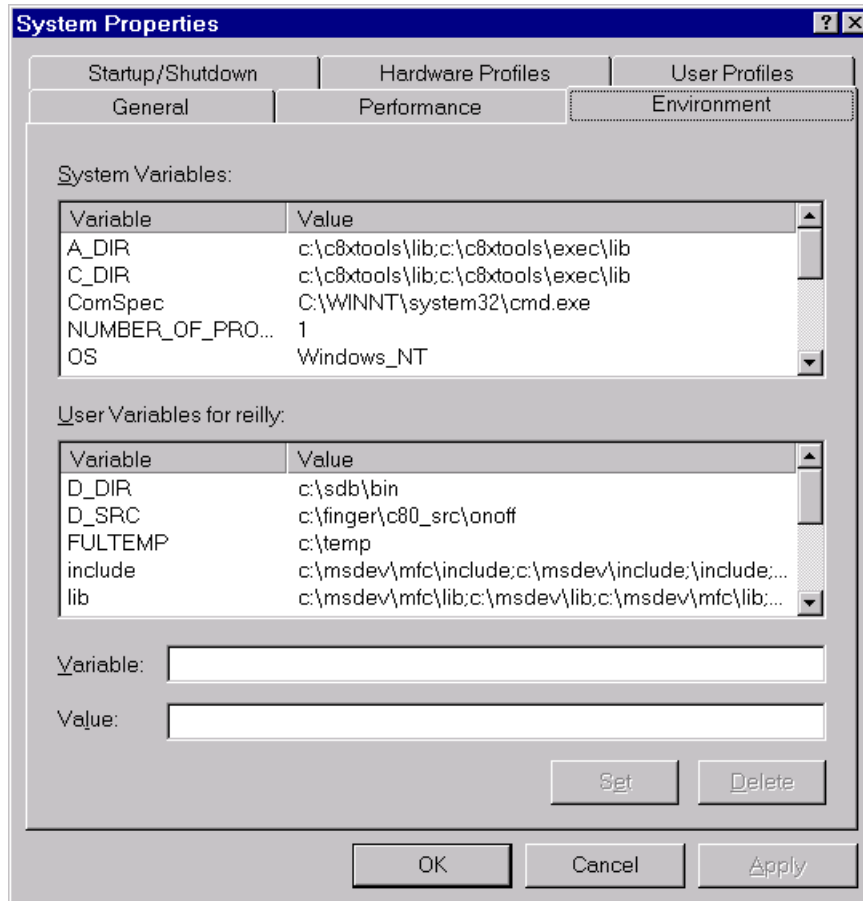 System Properties
Startup/Shutdown Hardware Profiles User Profiles
General Performance Environment
System Variables:
Variable Value
A_DIR c:\c8xtools\lib;c:\c8xtools\exec\lib
C_DIR c:\c8xtools\lib;c:\c8xtools\exec\lib
ComSpec C:\WINNT\system32\cmd.exe
NUMBER_OF_PRO... 1
OS Windows_NT
User Variables for reilly:
Variable Value
D_DIR c:\sdb\bin
D_SRC c:\finger\c80_src\onoff
FULTEMP c:\temp
include c:\msdev\mfc\include;c:\msdev\include;\include;...
lib c:\msdev\mfc\lib;c:\msdev\lib;c:\msdev\mfc\lib;...
Variable:
Value:
Set Delete
OK Cancel Apply